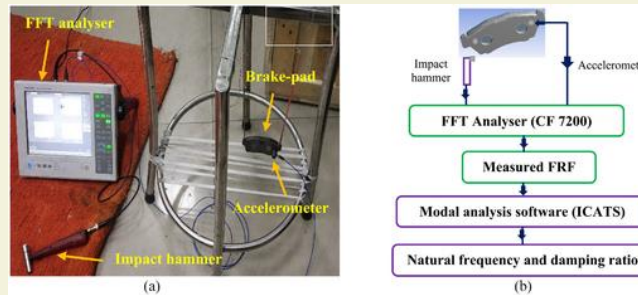 FFT analyser
Brake-pad
Accelerometer
Impact hammer
(a)
Impact
hammer
Acceleromet
FFT Analyser (CF 7200)
Measured FRF
Modal analysis software (ICATS)
Natural frequency and damping ratio
(b)